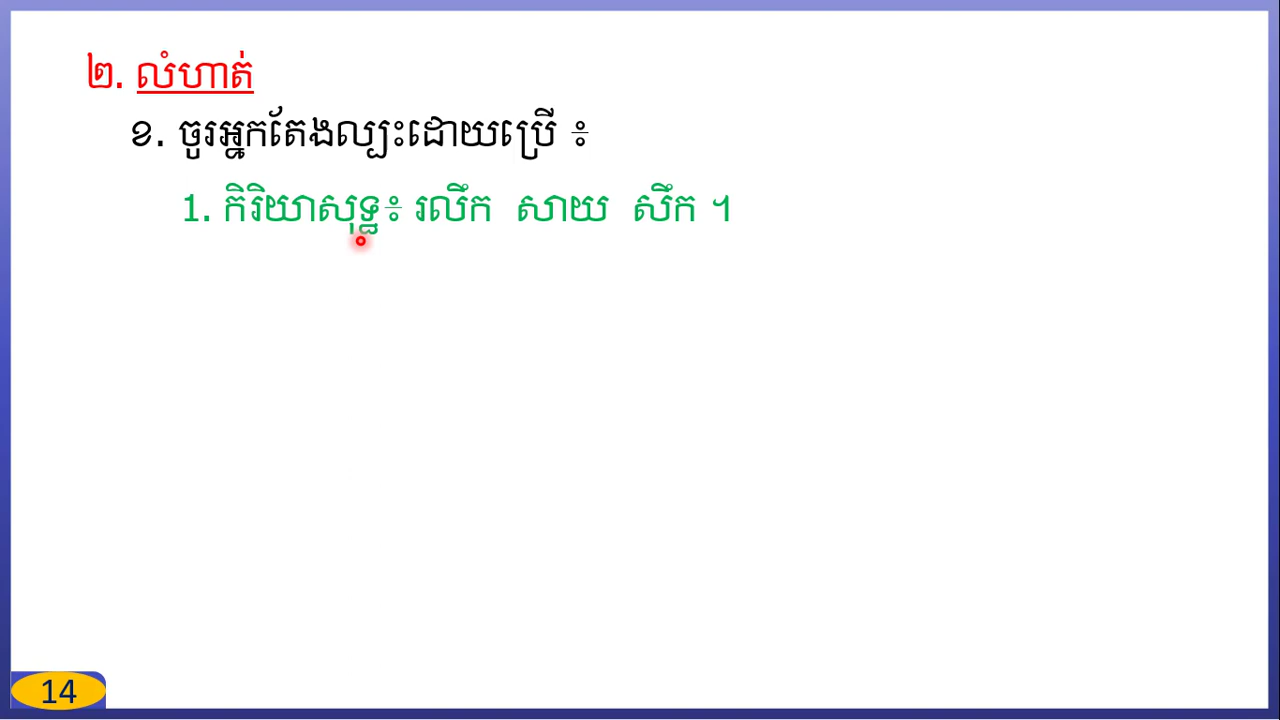 ២. លំហាត់
ខ. ចូរអ្នកតែងល្បះដោយប្រើ ៖
1. កិរិយាសុទ្ឋ៖ រលឹក សាយ សឹក ។
14